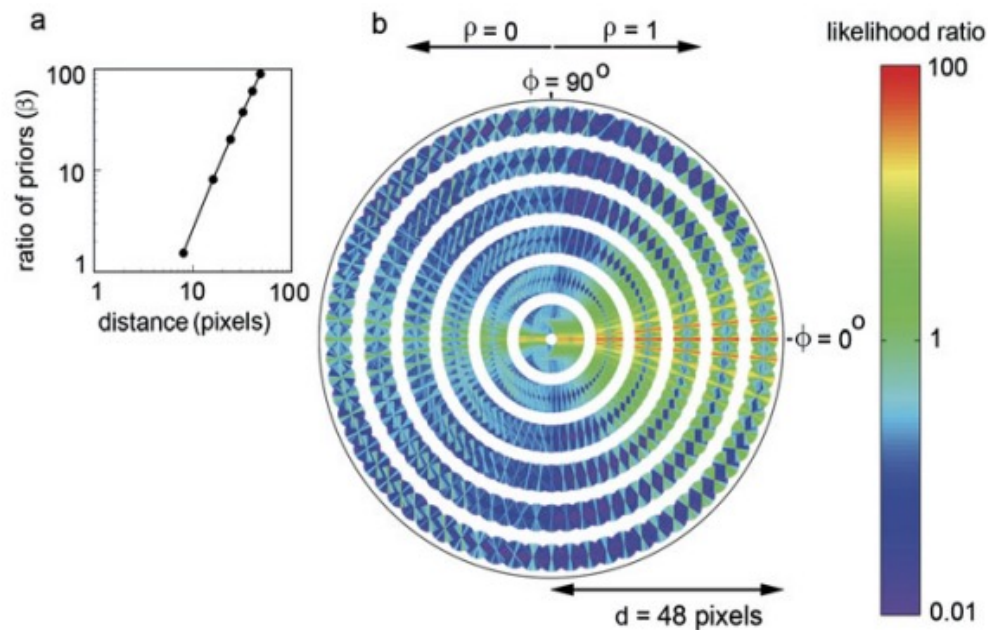 a
100
10
1
1
10
100
ratio of priors (β)
distance (pixels)
b
ρ = 0
ρ = 1
ϕ = 90°
ϕ = 0°
d = 48 pixels
likelihood ratio
100
1
0.01